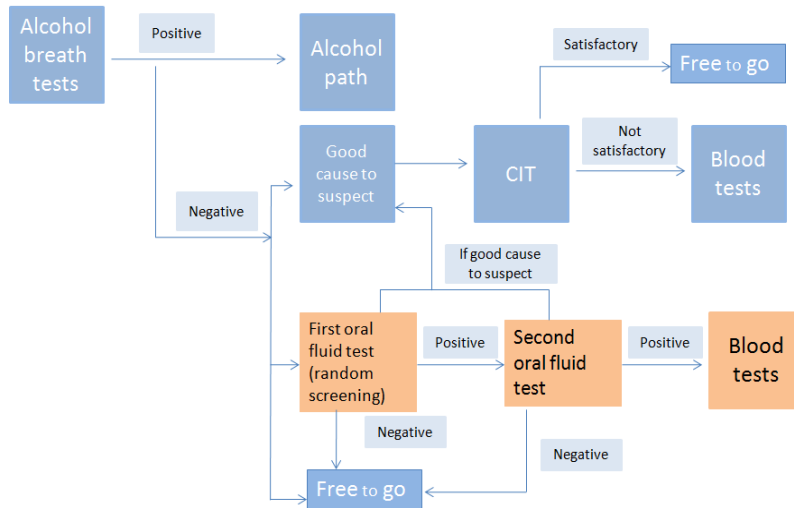 Alcohol
breath
tests
Positive
Alcohol
path
Satisfactory
Free to go
Good
cause to
suspect
CIT
Not
satisfactory
Blood
tests
Negative
If good cause
to suspect
First oral
fluid test
(random
screening)
Positive
Second
oral fluid
test
Positive
Blood
tests
Negative
Negative
Free to go